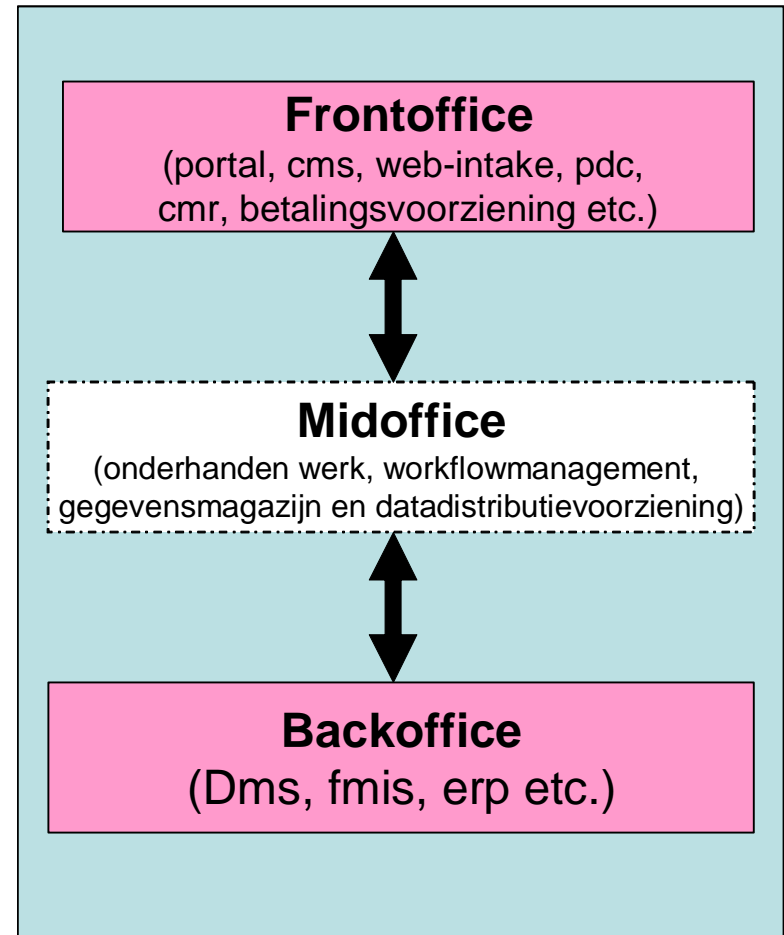 Frontoffice
(portal, cms, web-intake, pdc,
cmr, betalingsvoorziening etc.)
Midoffice
(onderhanden werk, workflowmanagement,
gegevensmagazijn en datadistributievoorziening)
Backoffice
(Dms, fmis, erp etc.)